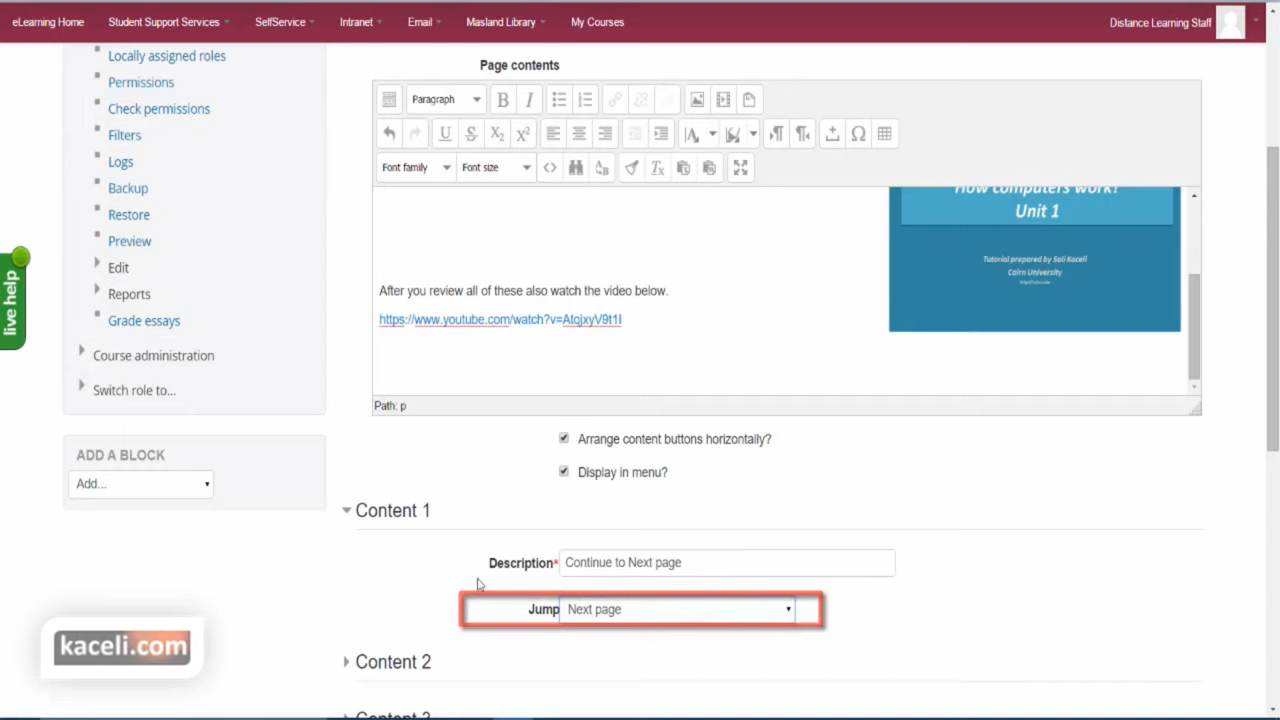 eLearning Home Student Support Services SelfService Intranet Email Masland Library My Courses Distance Learning Staff
Locally assigned roles
Permissions
Check permissions
Filters
Logs
Backup
Restore
Preview
Edit
Reports
Grade essays
Course administration
Switch role to...
ADD A BLOCK
Add...
live help
kaceli.com
Page contents
Paragraph
Font family Font size
How computers work?
Unit 1
Tutorial prepared by Sali Kaceli
Cairn University
After you review all of these also watch the video below.
https://www.youtube.com/watch?v=AtqjxyV9t1I
Path: p
Arrange content buttons horizontally?
Display in menu?
Content 1
Description* Continue to Next page
Jump Next page
Content 2
Content 3